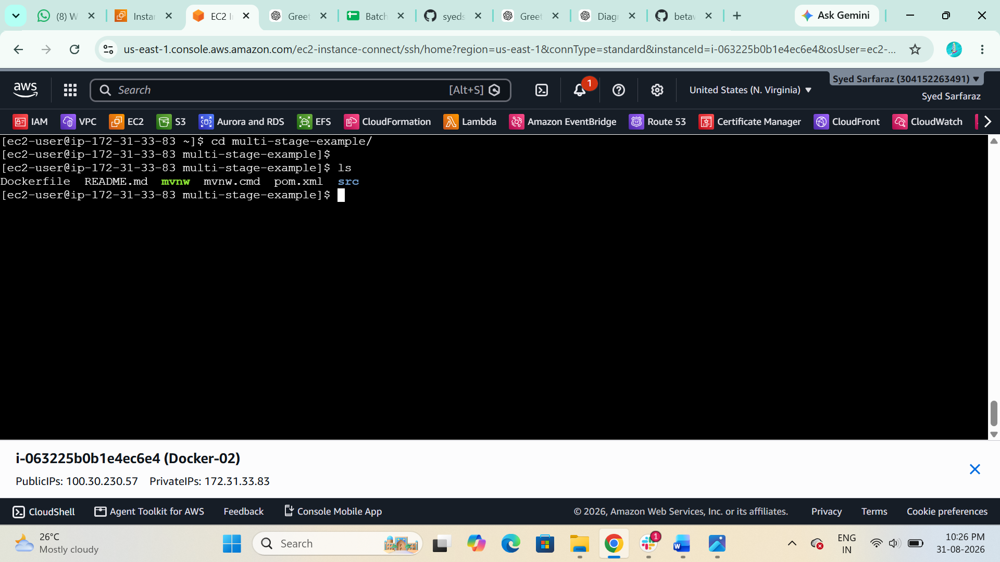 (8) W
Instar
EC2 I
Greet
Batch
syeds
Greet
Diagr
betaw
Ask Gemini
us-east-1.console.aws.amazon.com/ec2-instance-connect/ssh/home?region=us-east-1&connType=standard&instanceId=i-063225b0b1e4ec6e4&osUser=ec2-...
aws
Search
[Alt+S]
1
United States (N. Virginia)
Syed Sarfaraz (304152263491)
Syed Sarfaraz
IAM
VPC
EC2
S3
Aurora and RDS
EFS
CloudFormation
Lambda
Amazon EventBridge
Route 53
Certificate Manager
CloudFront
CloudWatch
[ec2-user@ip-172-31-33-83 ~]$ cd multi-stage-example/
[ec2-user@ip-172-31-33-83 multi-stage-example]$
[ec2-user@ip-172-31-33-83 multi-stage-example]$ ls
Dockerfile README.md mvnw mvnw.cmd pom.xml src
[ec2-user@ip-172-31-33-83 multi-stage-example]$
i-063225b0b1e4ec6e4 (Docker-02)
PublicIPs: 100.30.230.57 PrivateIPs: 172.31.33.83
CloudShell
Agent Toolkit for AWS
Feedback
Console Mobile App
© 2026, Amazon Web Services, Inc. or its affiliates.
Privacy
Terms
Cookie preferences
26°C
Mostly cloudy
Search
1
ENG
IN
10:26 PM
31-08-2026